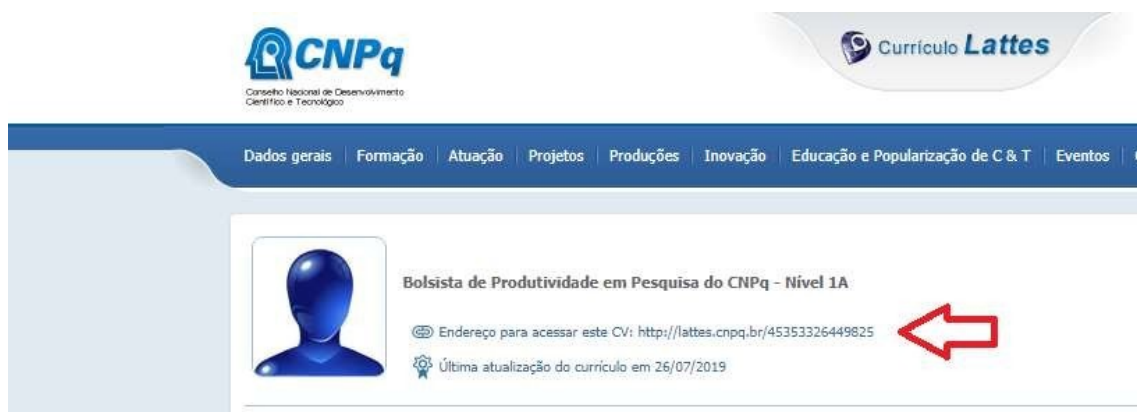 CNPq
Currículo Lattes
Conselho Nacional de Desenvolvimento
Científico e Tecnológico
Dados gerais Formação Atuação Projetos Produções Inovação Educação e Popularização de C & T Eventos
Bolsista de Produtividade em Pesquisa do CNPq - Nível 1A
Endereço para acessar este CV: http://lattes.cnpq.br/45353326449825
Última atualização do currículo em 26/07/2019